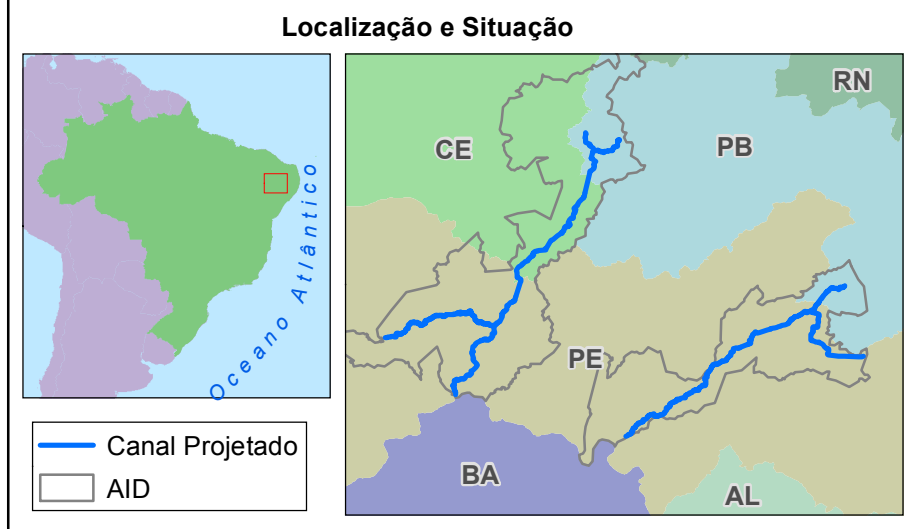 Localização e Situação
Oceano Atlântico
CE
RN
PB
PE
BA
AL
Canal Projetado
AID